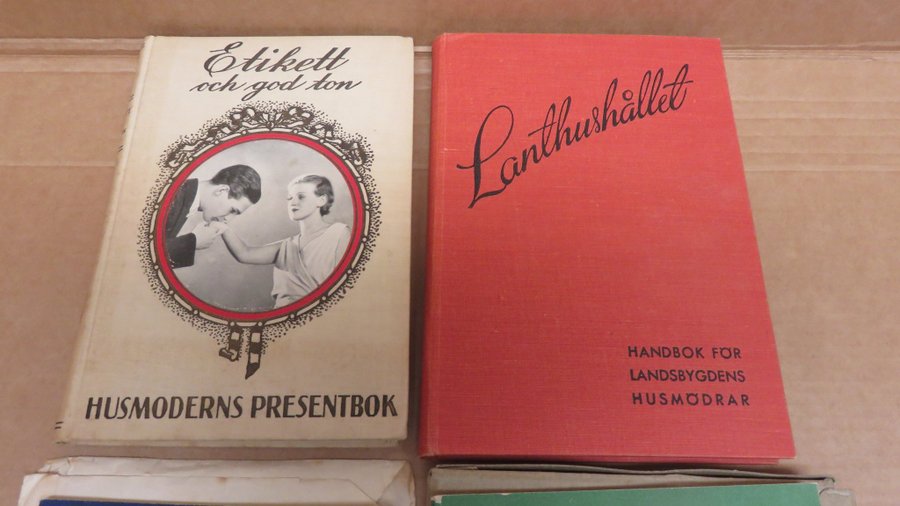 Etikett
och god ton
HUSMODERNS PRESENTBOK
Lanthushållet
HANDBOK FÖR
LANDSBYGDENS
HUSMÖDRAR